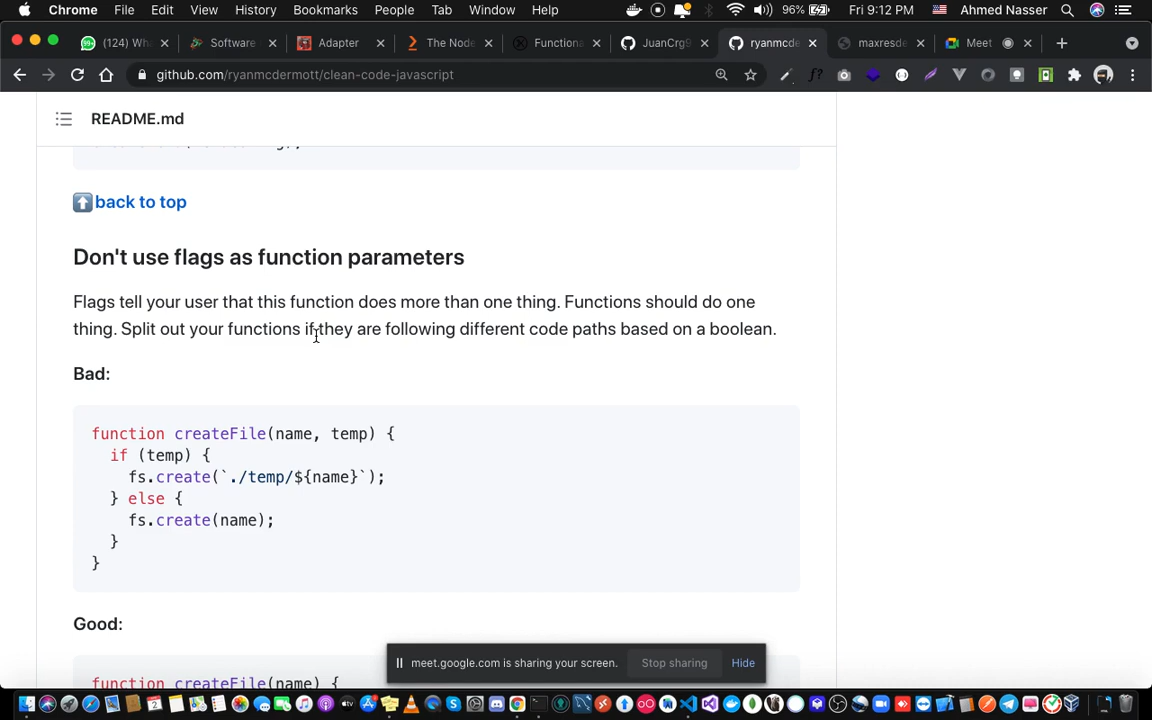 Chrome File Edit View History Bookmarks People Tab Window Help 96% Fri 9:12 PM Ahmed Nasser
(124) Wha Software Adapter The Node Functiona JuanCrg9 ryanmcde maxresde Meet
github.com/ryanmcdermott/clean-code-javascript
README.md
back to top
Don't use flags as function parameters
Flags tell your user that this function does more than one thing. Functions should do one
thing. Split out your functions if they are following different code paths based on a boolean.
Bad:
function createFile(name, temp) {
if (temp) {
fs.create(`./temp/${name}`);
} else {
fs.create(name);
}
}
Good:
meet.google.com is sharing your screen. Stop sharing Hide
function createFile(name) {